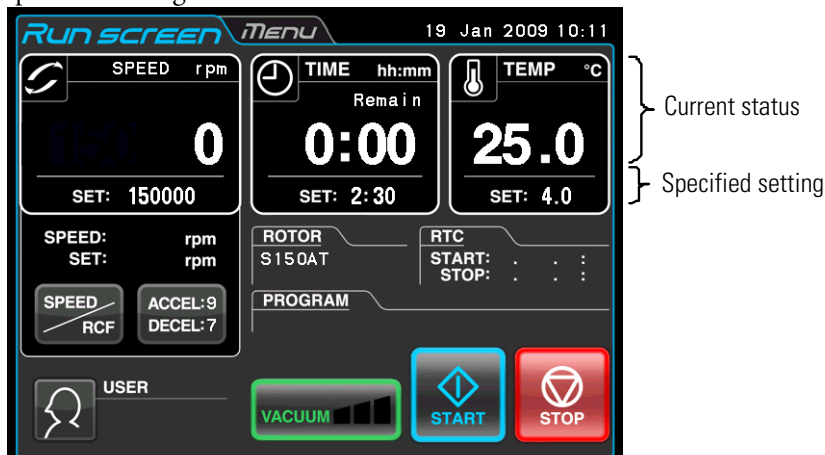 Run screen Menu 19 Jan 2009 10:11
SPEED rpm
0
SET: 150000
TIME hh:mm
Remain
0:00
SET: 2:30
TEMP °C
25.0
SET: 4.0
Current status
Specified setting
SPEED: rpm
SET: rpm
SPEED/RCF
ACCEL:9
DECEL:7
ROTOR
S150AT
RTC
START: . . :
STOP: . . :
PROGRAM
USER
VACUUM
START
STOP